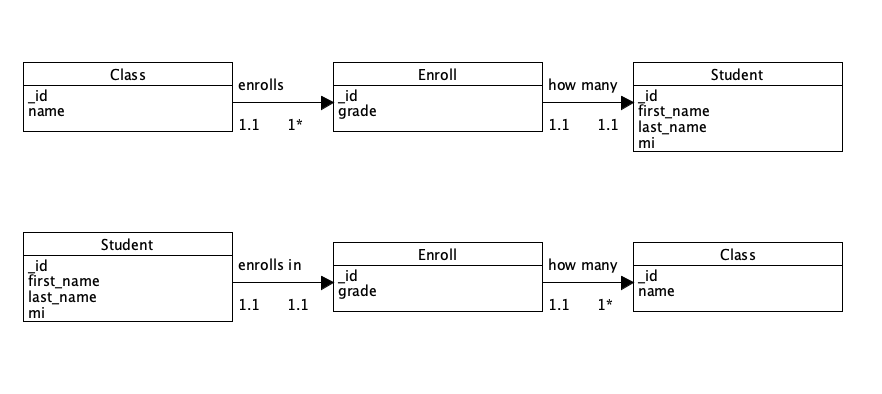 Class
_id
name
enrolls
1.1 1*
Enroll
_id
grade
how many
1.1 1.1
Student
_id
first_name
last_name
mi
Student
_id
first_name
last_name
mi
enrolls in
1.1 1.1
Enroll
_id
grade
how many
1.1 1*
Class
_id
name